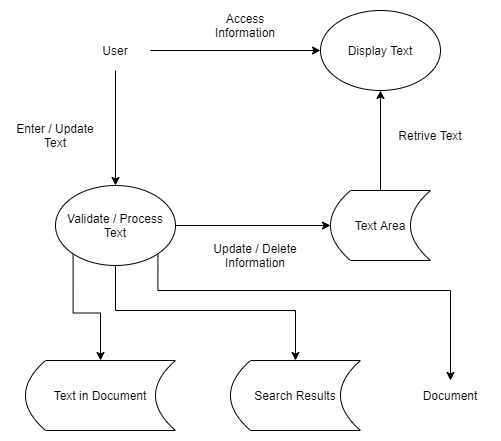 Access
Information
User
Display Text
Enter / Update
Text
Retrive Text
Validate / Process
Text
Text Area
Update / Delete
Information
Text in Document
Search Results
Document